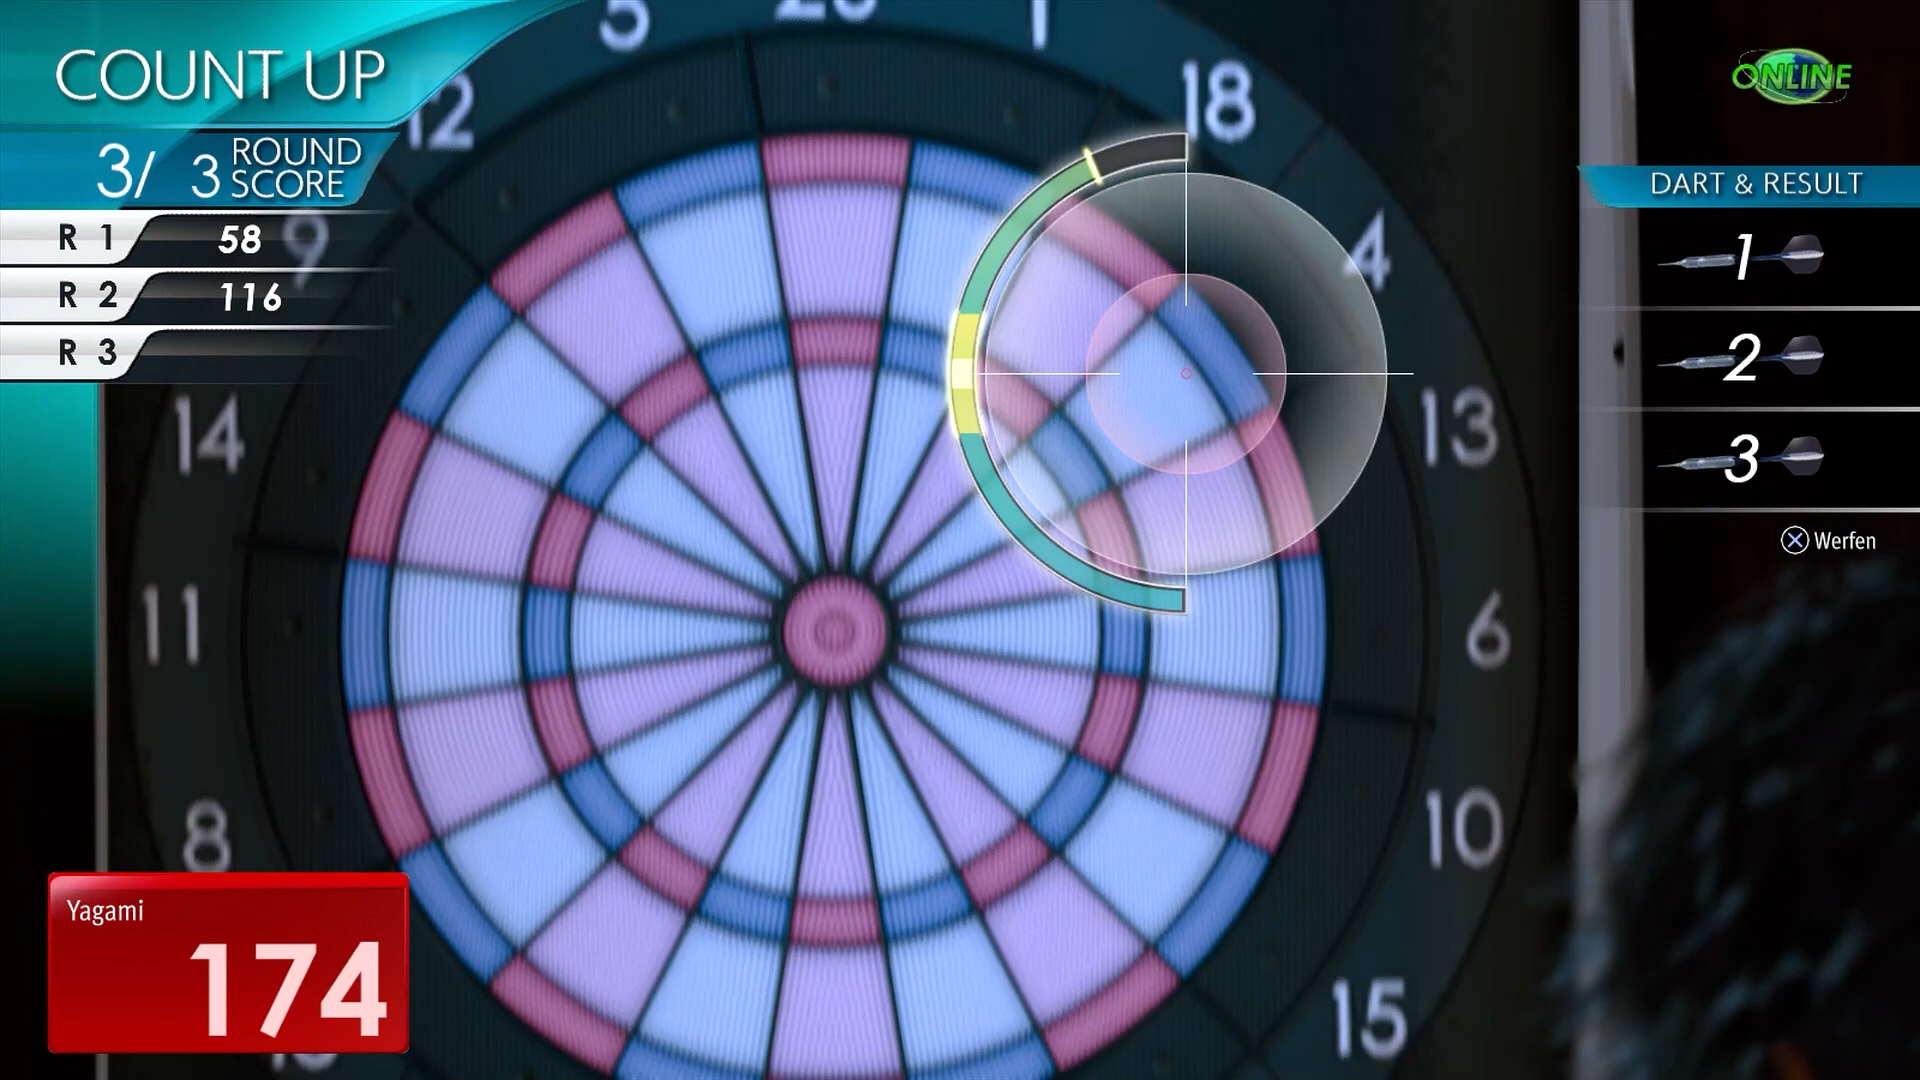 COUNT UP
3/ 3 ROUND SCORE
R 1 58
R 2 116
R 3
ONLINE
DART & RESULT
1
2
3
Werfen
5
1
12
18
9
4
14
13
11
6
8
10
15
Yagami
174